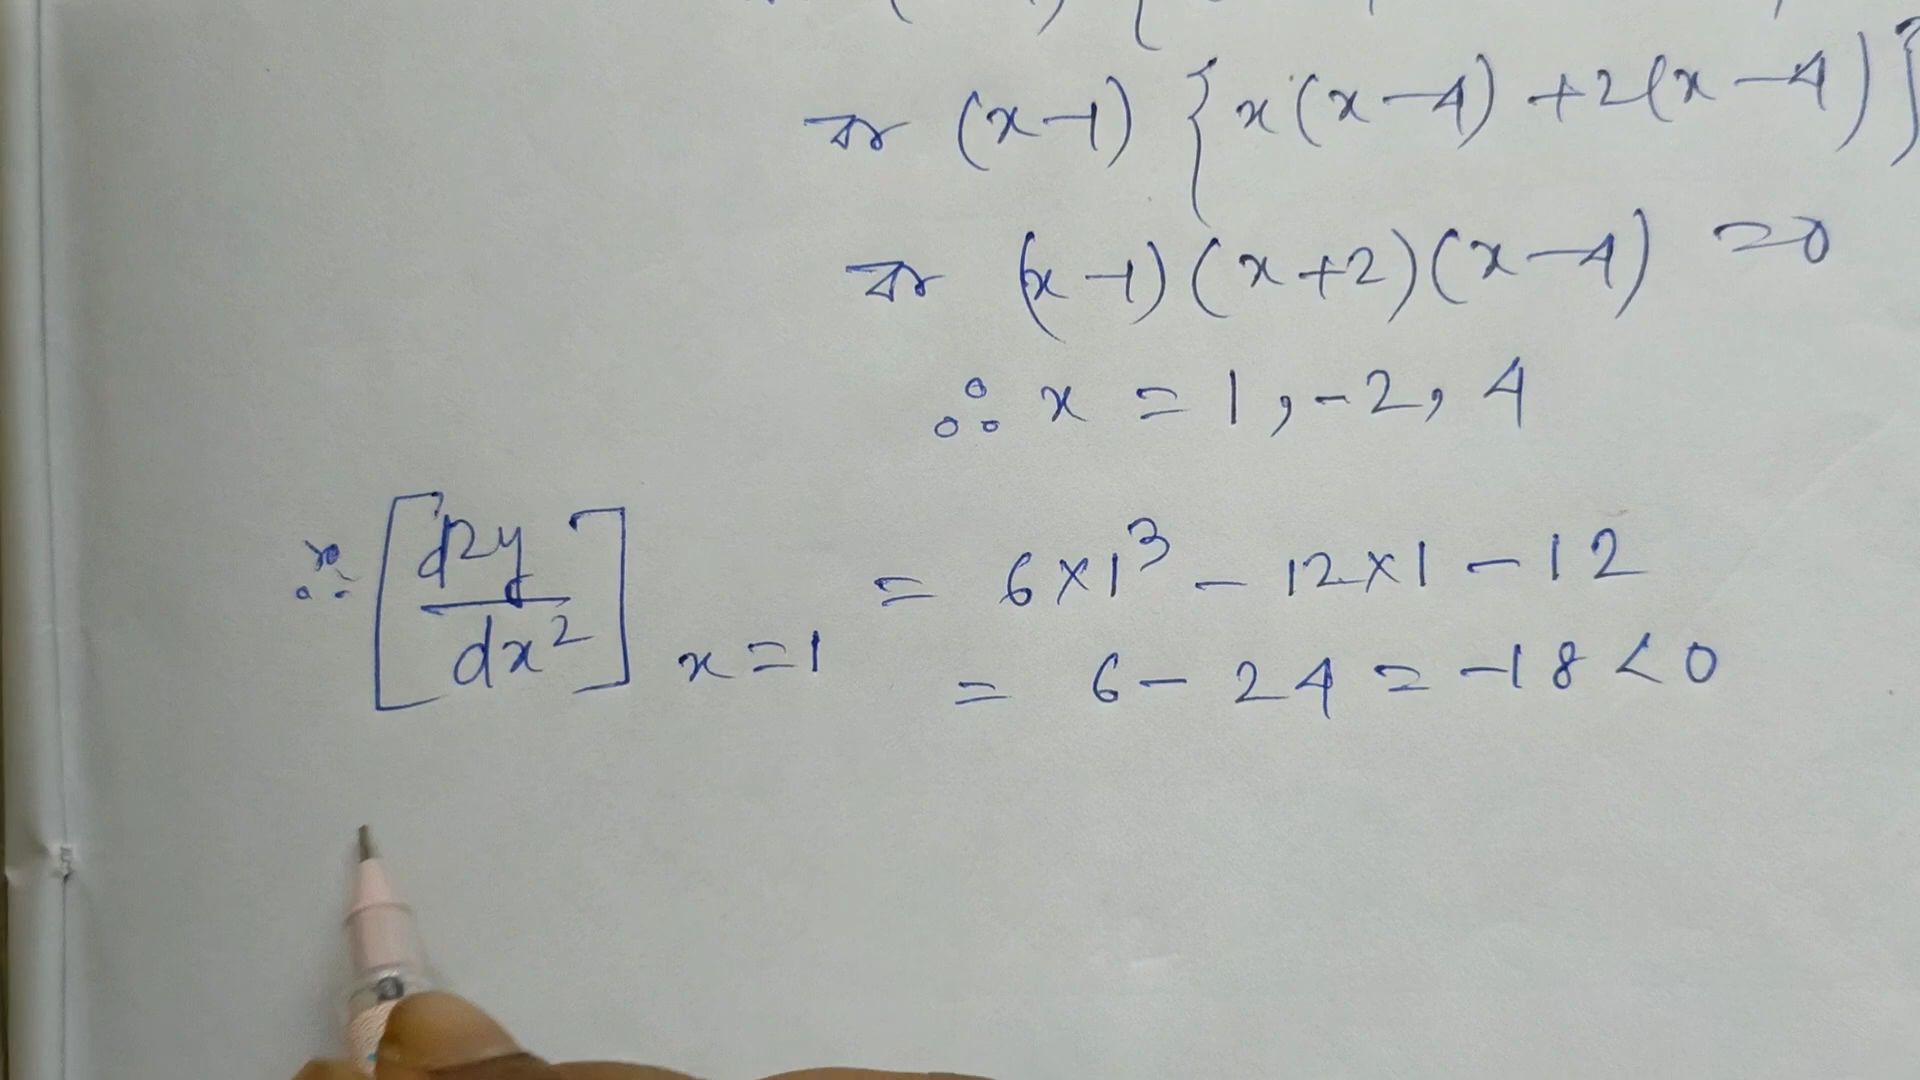 বা (x-1) {x(x-4) +2(x-4)}
বা (x-1)(x+2)(x-4) =0
∴ x = 1, -2, 4
∴ [d2y/dx²] x=1 = 6×1³ - 12×1 - 12
= 6 - 24 = -18 < 0